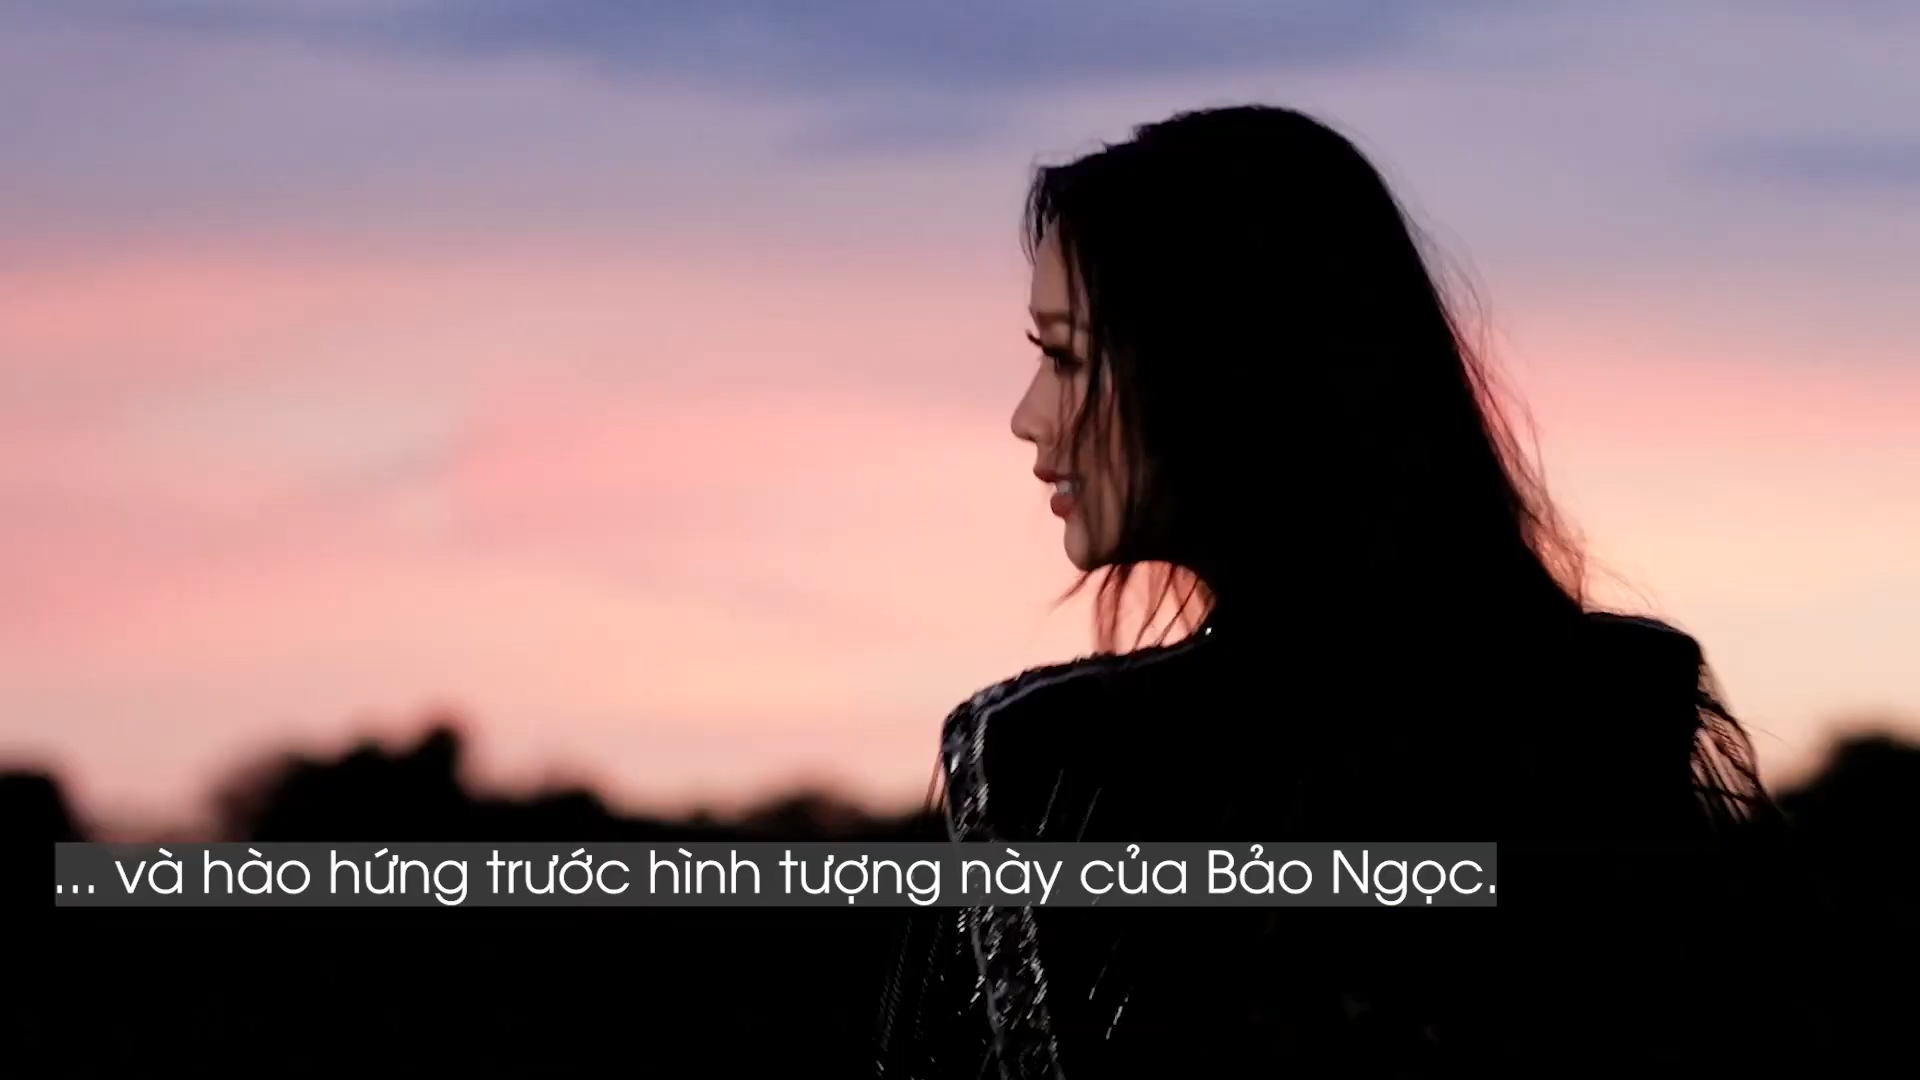 ... và hào hứng trước hình tượng này của Bảo Ngọc.